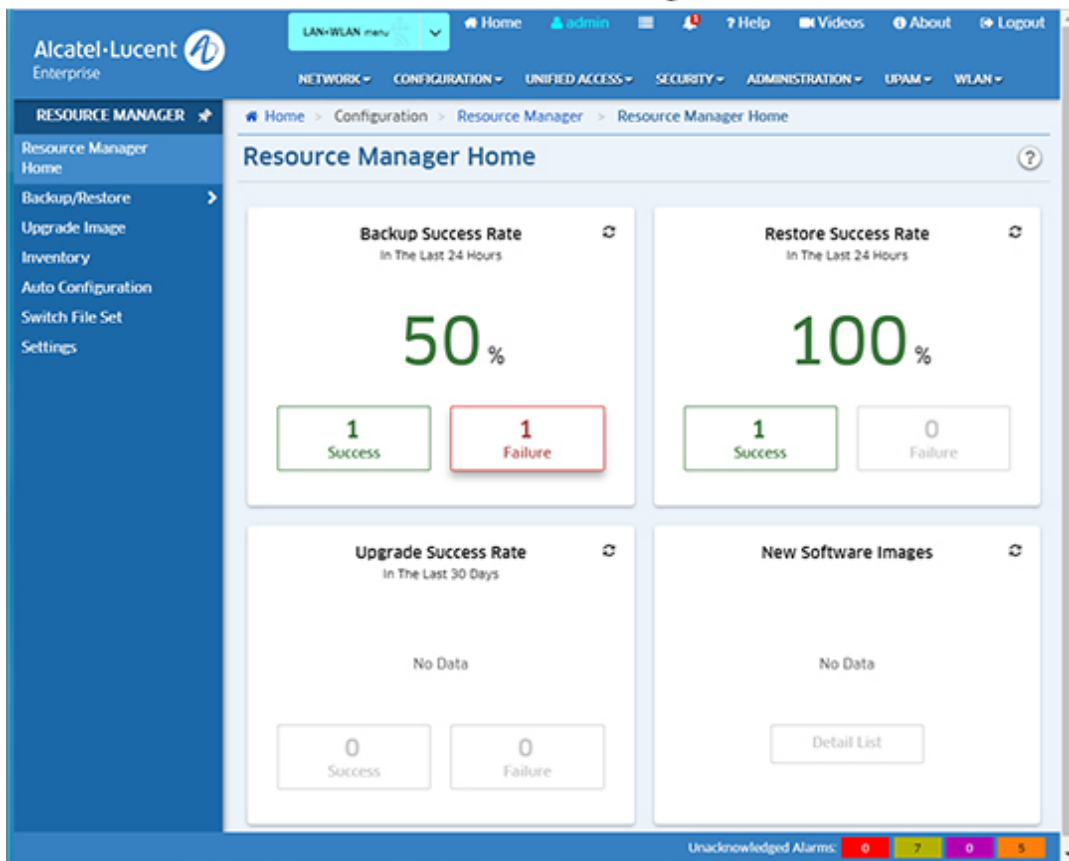 LAN+WLAN menu
Home admin ? Help Videos About Logout
Alcatel·Lucent
Enterprise
NETWORK CONFIGURATION UNIFIED ACCESS SECURITY ADMINISTRATION UPAM WLAN
RESOURCE MANAGER
Home > Configuration > Resource Manager > Resource Manager Home
Resource Manager
Home
Backup/Restore
Upgrade Image
Inventory
Auto Configuration
Switch File Set
Settings
Resource Manager Home
?
Backup Success Rate
In The Last 24 Hours
50 %
1
Success
1
Failure
Restore Success Rate
In The Last 24 Hours
100 %
1
Success
0
Failure
Upgrade Success Rate
In The Last 30 Days
No Data
0
Success
0
Failure
New Software Images
No Data
Detail List
Unacknowledged Alarms: 0 7 0 5